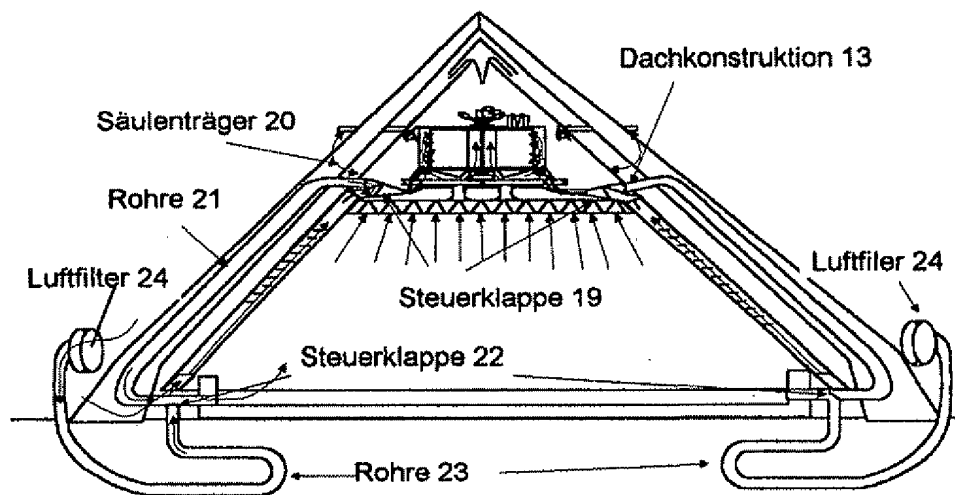 Dachkonstruktion 13
Säulenträger 20
Rohre 21
Luftfilter 24
Luftfiler 24
Steuerklappe 19
Steuerklappe 22
Rohre 23